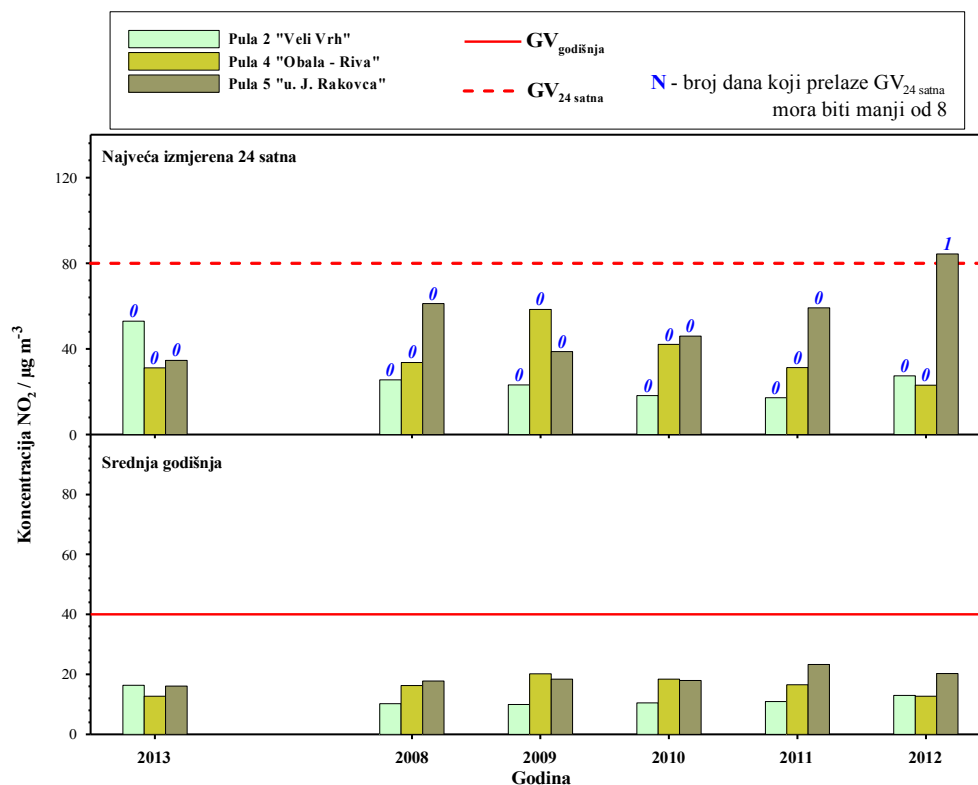 Pula 2 "Veli Vrh"
Pula 4 "Obala - Riva"
Pula 5 "u. J. Rakovca"
GVgodišnja
GV24 satna
N - broj dana koji prelaze GV24 satna
mora biti manji od 8
Koncentracija NO2 / µg m-3
Najveća izmjerena 24 satna
120
80
40
0
0 0 0 0 0 0 0 0 0 0 0 0 0 0 0 0 0 1
Srednja godišnja
80
60
40
20
0
2013 2008 2009 2010 2011 2012
Godina